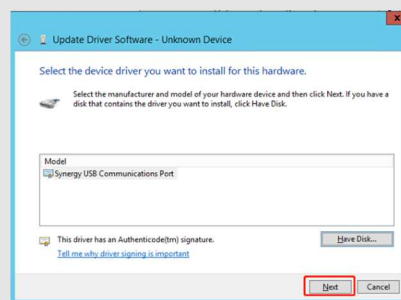 Update Driver Software - Unknown Device
Select the device driver you want to install for this hardware.
Select the manufacturer and model of your hardware device and then click Next. If you have a
disk that contains the driver you want to install, click Have Disk.
Model
Synergy USB Communications Port
This driver has an Authenticode(tm) signature.
Have Disk...
Tell me why driver signing is important
Next
Cancel